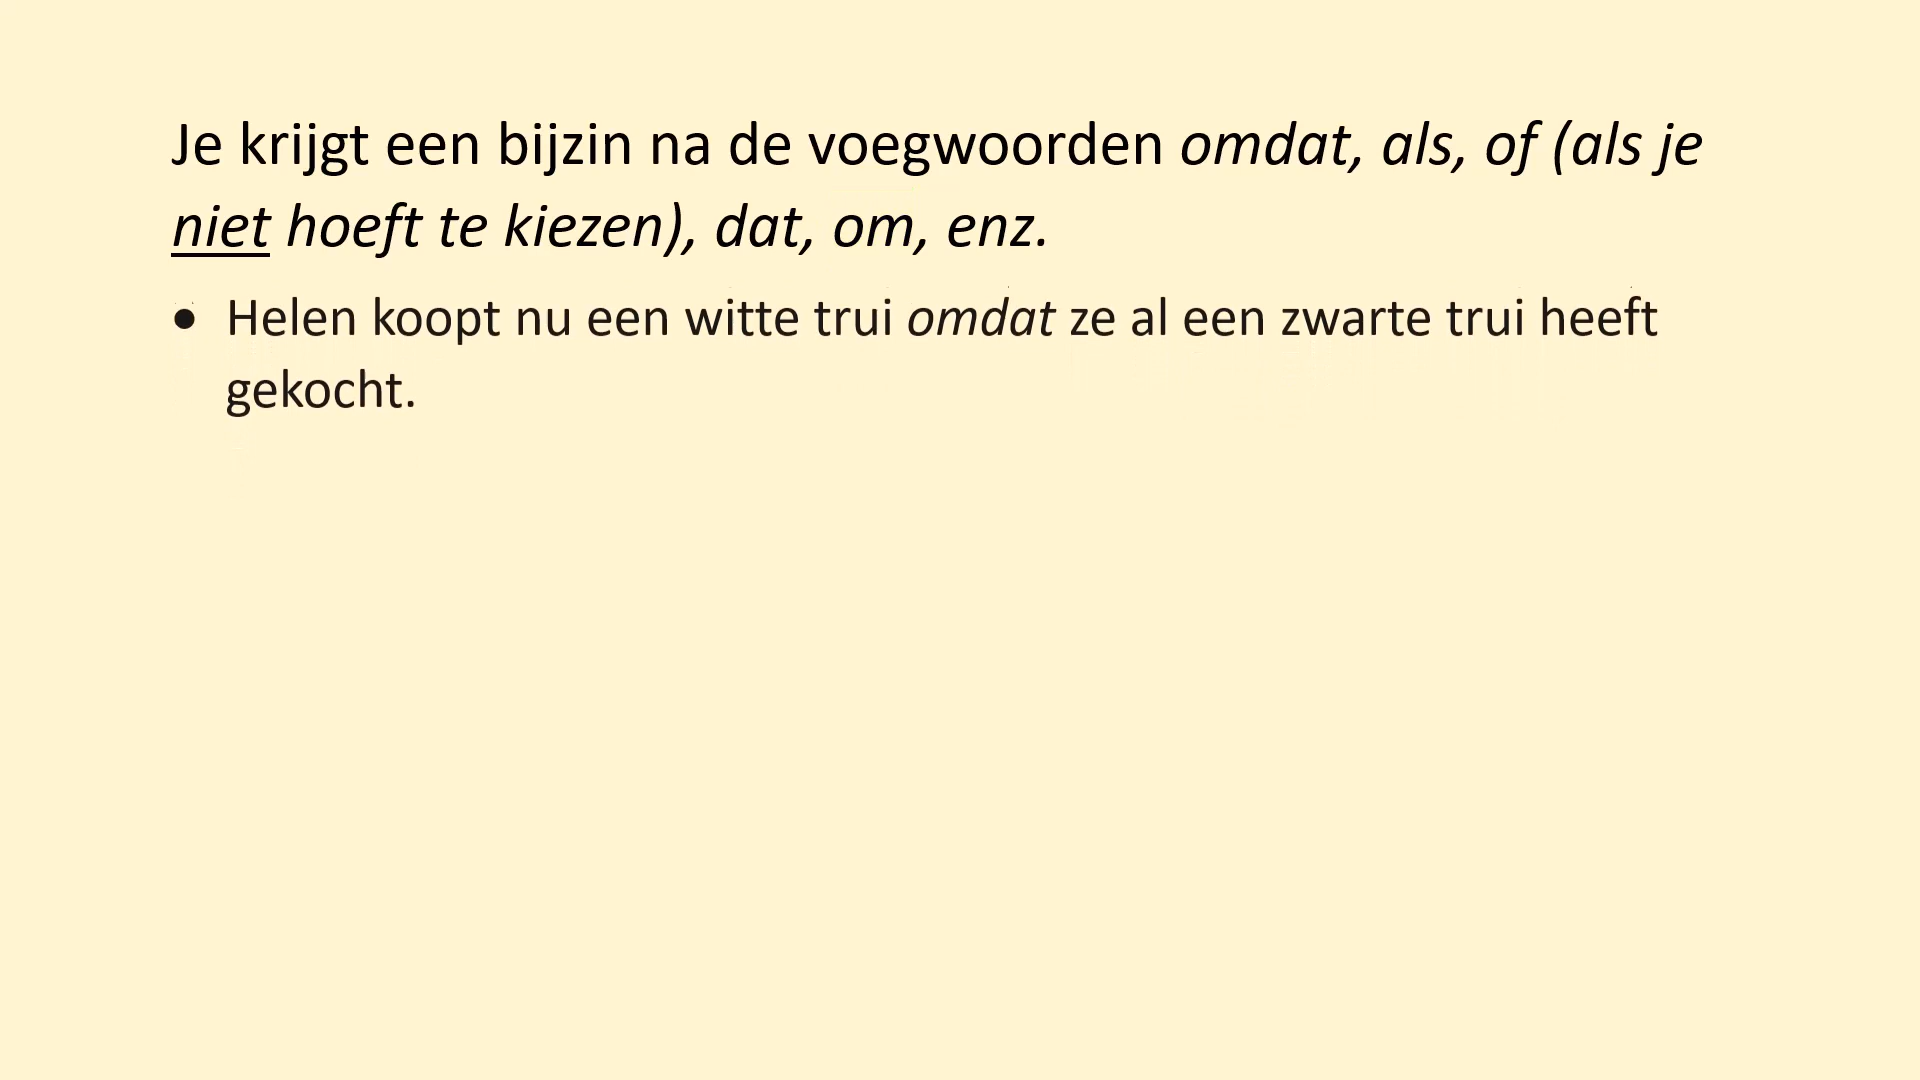 Je krijgt een bijzin na de voegwoorden omdat, als, of (als je
niet hoeft te kiezen), dat, om, enz.
• Helen koopt nu een witte trui omdat ze al een zwarte trui heeft
gekocht.